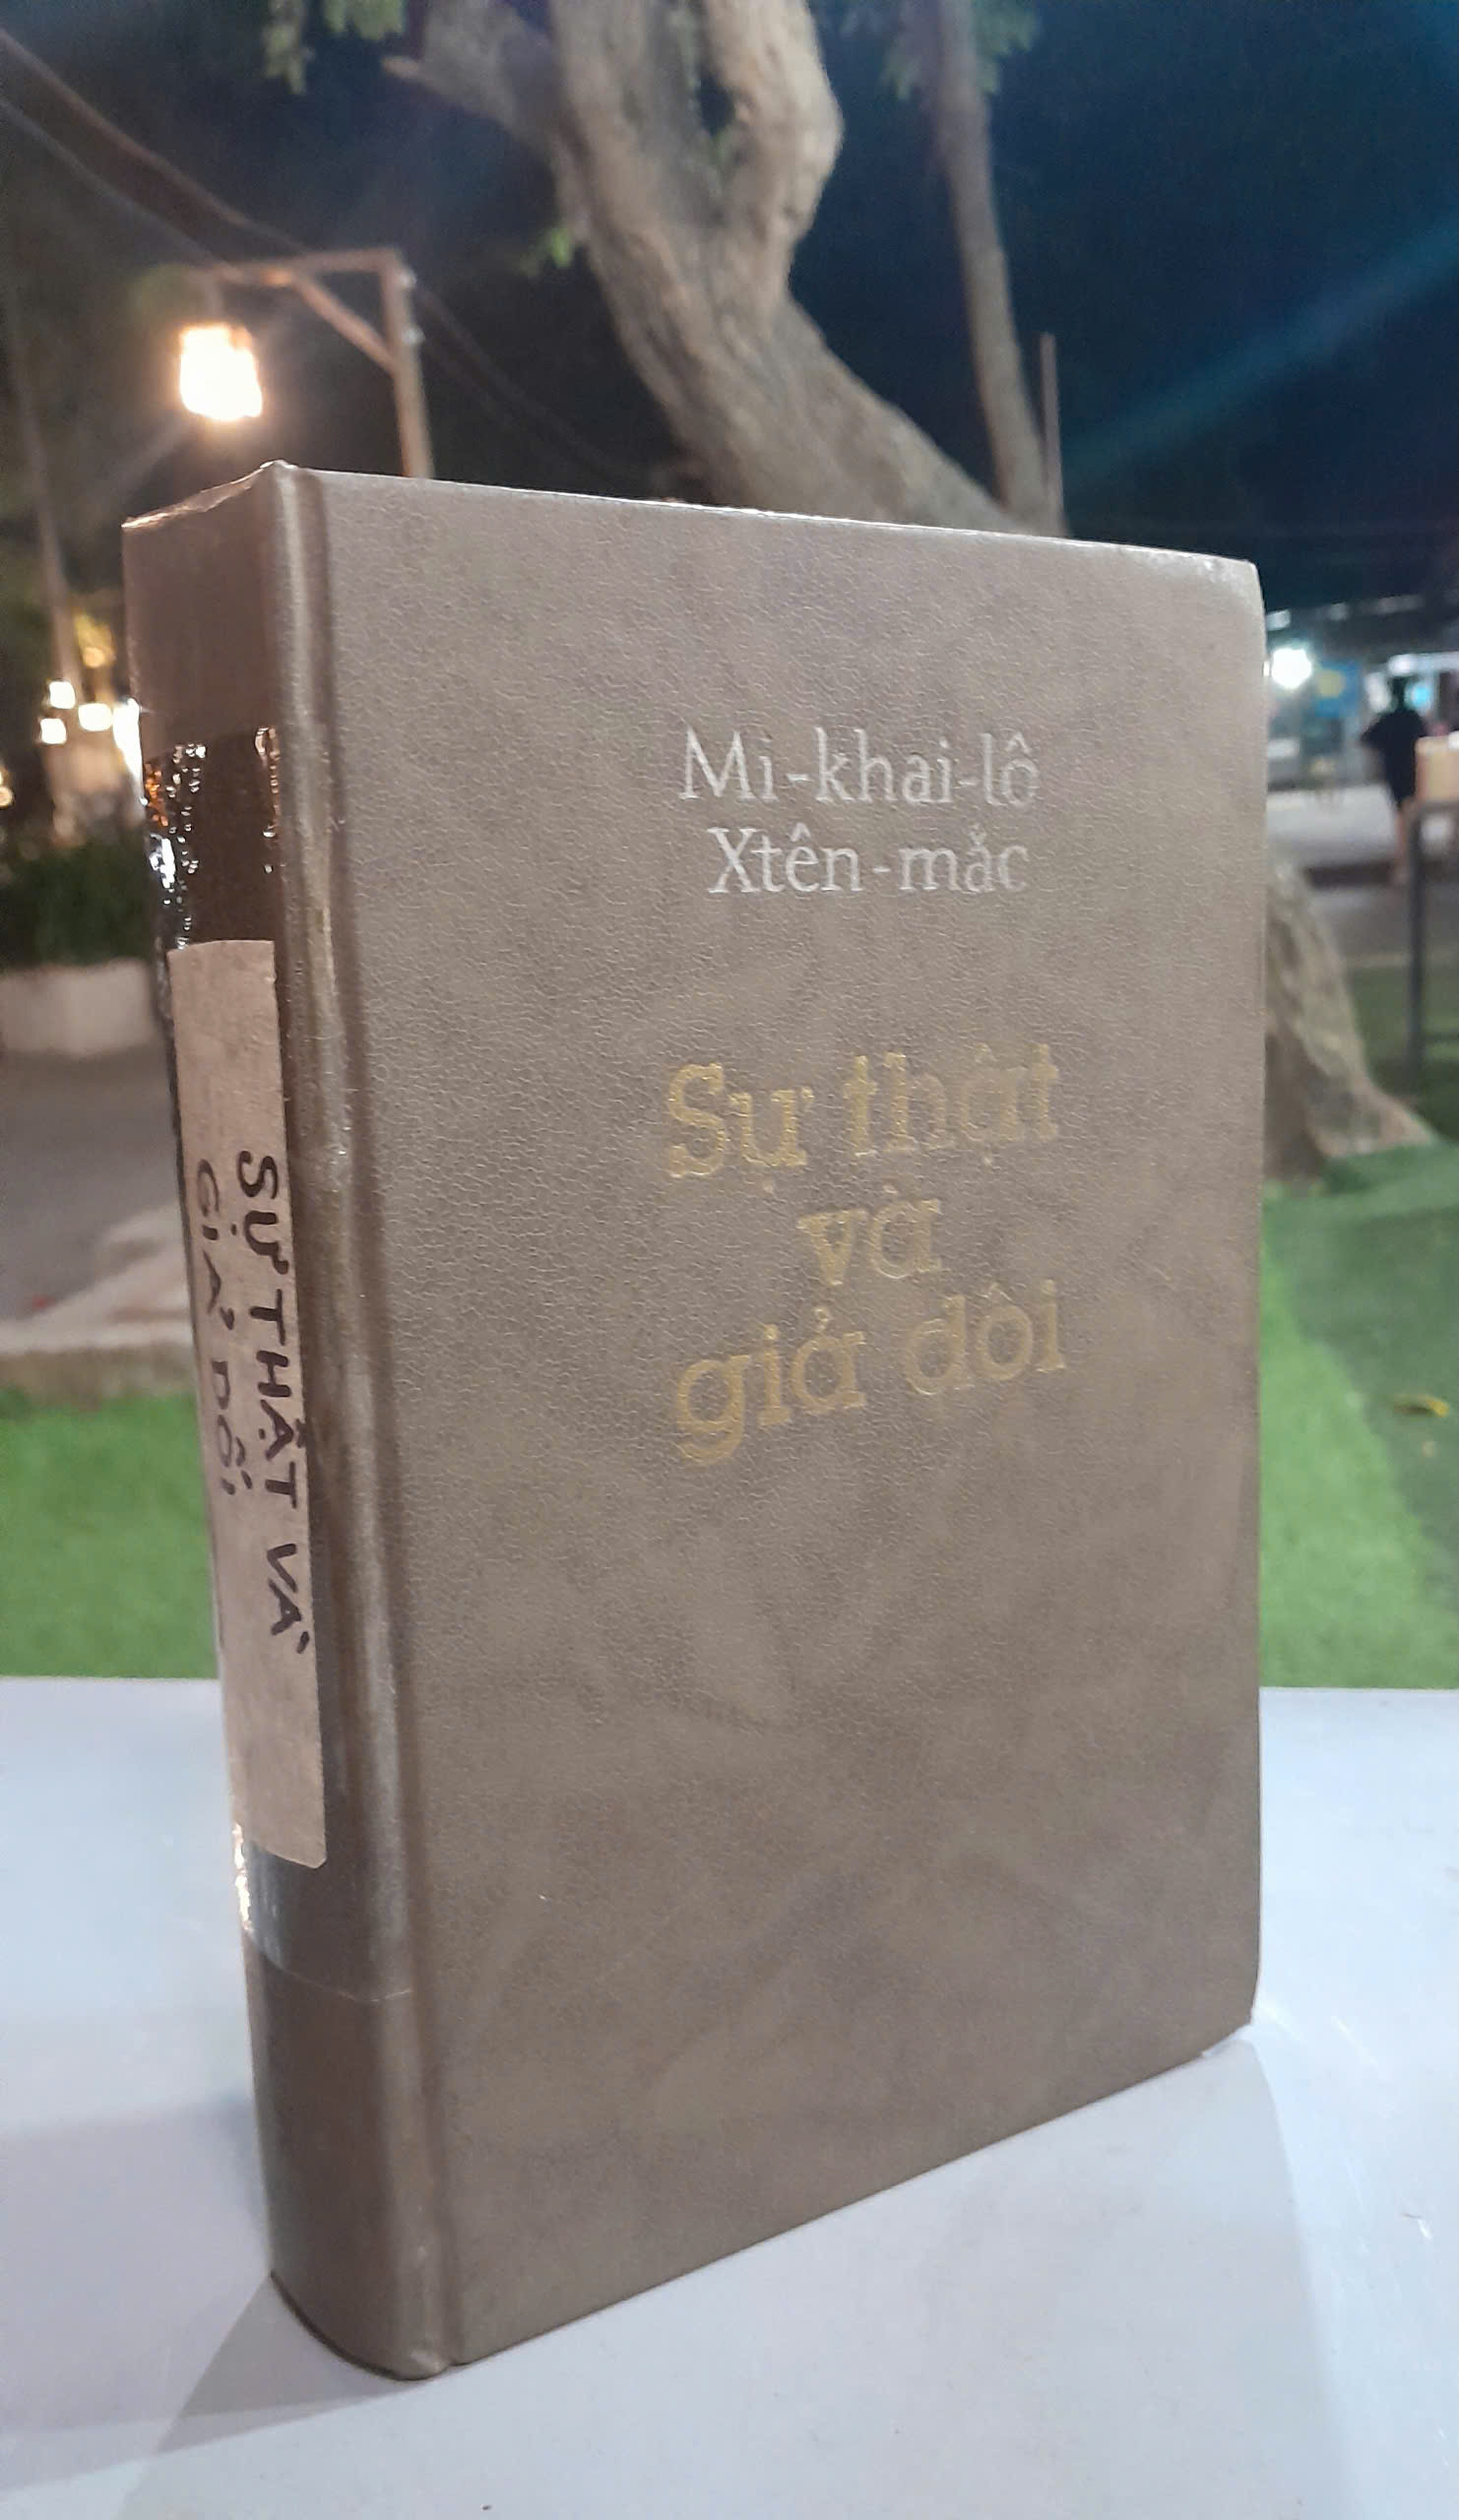 Mi-khai-lô
Xtên-mắc
Sự thật
và
giả dối
SỰ THẬT VÀ
GIẢ DỐI